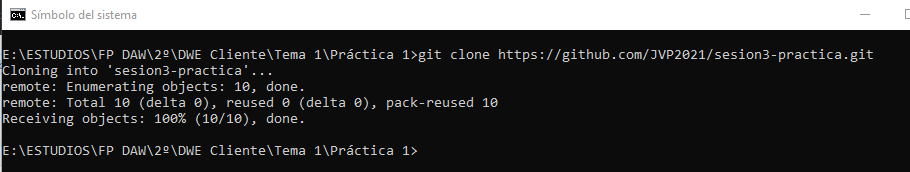 Símbolo del sistema
E:\ESTUDIOS\FP DAW\2º\DWE Cliente\Tema 1\Práctica 1>git clone https://github.com/JVP2021/sesion3-practica.git
Cloning into 'sesion3-practica'...
remote: Enumerating objects: 10, done.
remote: Total 10 (delta 0), reused 0 (delta 0), pack-reused 10
Receiving objects: 100% (10/10), done.
E:\ESTUDIOS\FP DAW\2º\DWE Cliente\Tema 1\Práctica 1>